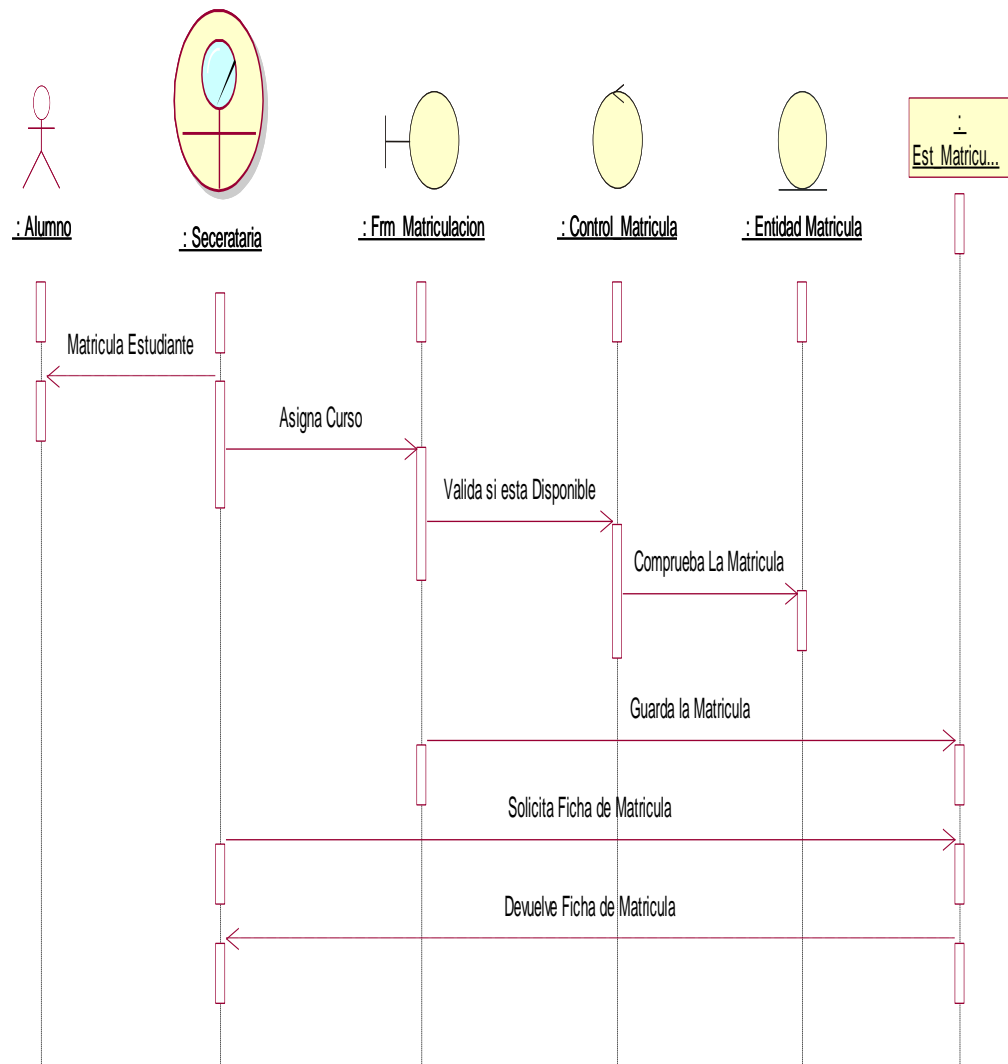 :
Est_Matricu...
: Alumno
: Secerataria
: Frm_Matriculacion
: Control_Matricula
: Entidad Matricula
Matricula Estudiante
Asigna Curso
Valida si esta Disponible
Comprueba La Matricula
Guarda la Matricula
Solicita Ficha de Matricula
Devuelve Ficha de Matricula